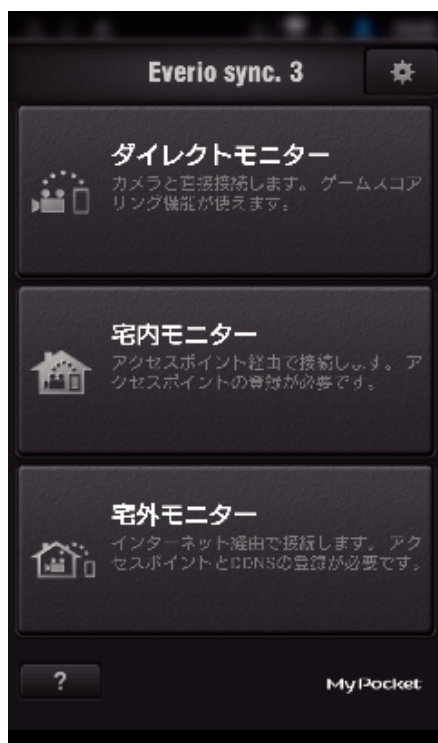 Everio sync. 3
ダイレクトモニター
カメラと直接接続します。 ゲームスコア
リング機能が使えます。
宅内モニター
アクセスポイント経由で接続します。 ア
クセスポイントの登録が必要です。
宅外モニター
インターネット経由で接続します。 アク
セスポイントとDDNSの登録が必要です。
?
MyPocket